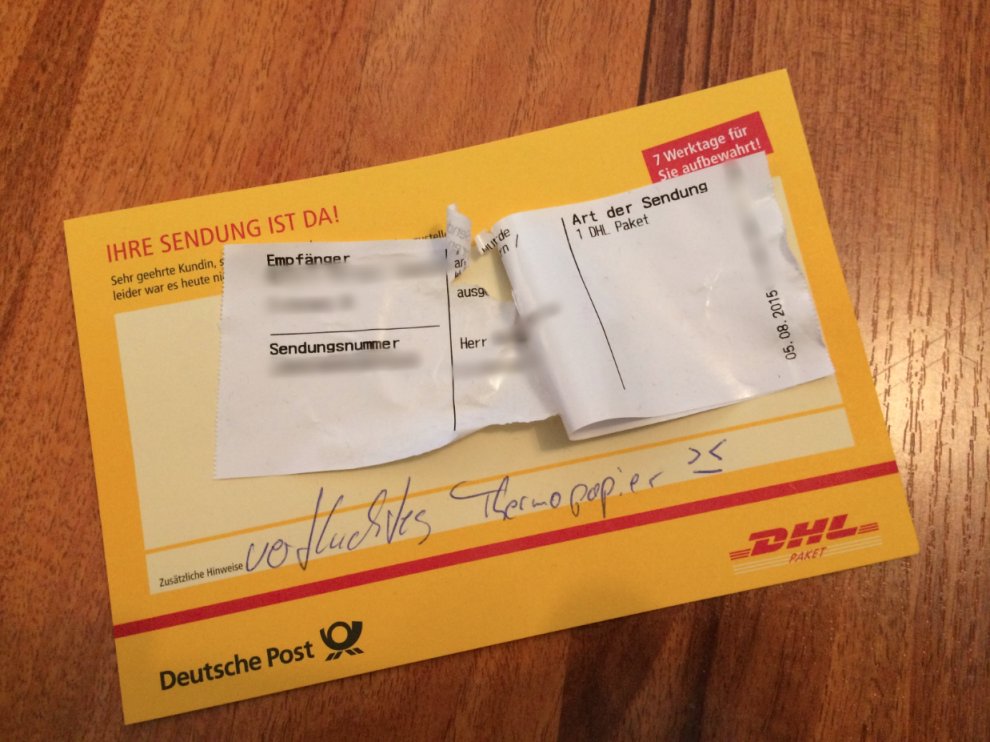 7 Werktage für
Sie aufbewahrt!
IHRE SENDUNG IST DA!
Sehr geehrte Kundin,
leider war es heute
Empfänger
Sendungsnummer
Herr
Art der Sendung
1 DHL Paket
05.08.2015
Zusätzliche Hinweise
verfluchtes Thermopapier >_<
DHL
PAKET
Deutsche Post